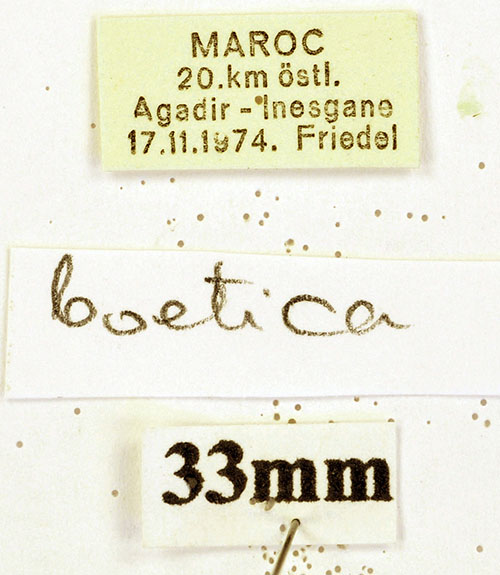 MAROC
20.km östl.
Agadir - Inesgane
17.11.1974. Friedel
boetica
33mm